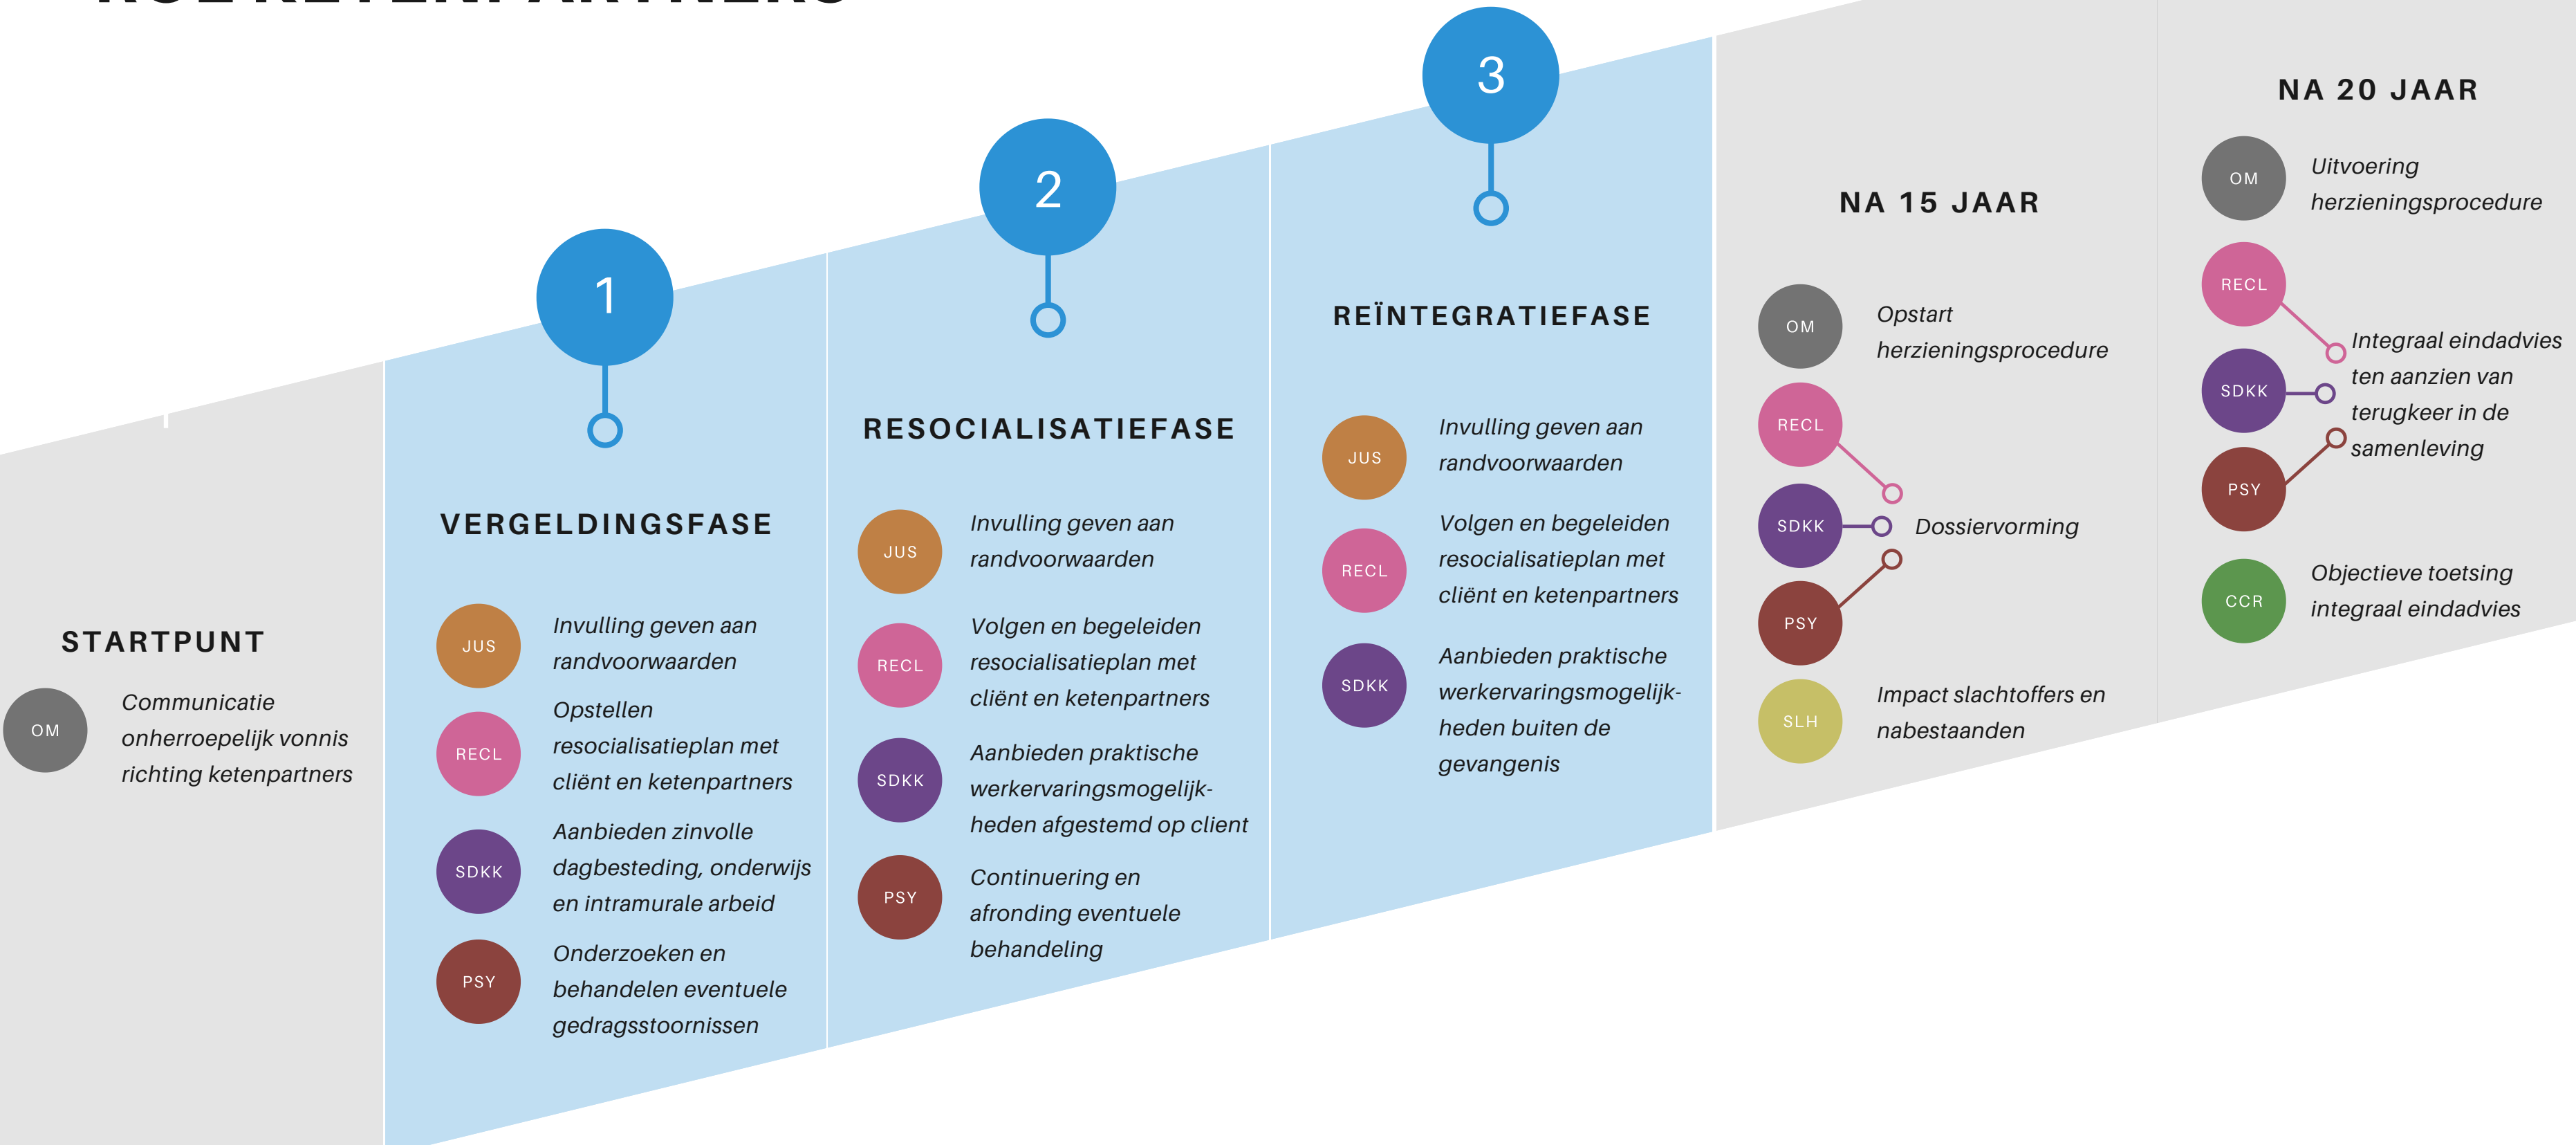 ROL KETENPARTNERS
STARTPUNT
OM
Communicatie
onherroepelijk vonnis
richting ketenpartners
1
VERGELDINGSFASE
JUS
Invulling geven aan
randvoorwaarden
RECL
Opstellen
resocialisatieplan met
cliënt en ketenpartners
SDKK
Aanbieden zinvolle
dagbesteding, onderwijs
en intramurale arbeid
PSY
Onderzoeken en
behandelen eventuele
gedragsstoornissen
2
RESOCIALISATIEFASE
JUS
Invulling geven aan
randvoorwaarden
RECL
Volgen en begeleiden
resocialisatieplan met
cliënt en ketenpartners
SDKK
Aanbieden praktische
werkervaringsmogelijk-
heden afgestemd op client
PSY
Continuering en
afronding eventuele
behandeling
3
REÏNTEGRATIEFASE
JUS
Invulling geven aan
randvoorwaarden
RECL
Volgen en begeleiden
resocialisatieplan met
cliënt en ketenpartners
SDKK
Aanbieden praktische
werkervaringsmogelijk-
heden buiten de
gevangenis
NA 15 JAAR
OM
Opstart
herzieningsprocedure
RECL
SDKK
PSY
Dossiervorming
SLH
Impact slachtoffers en
nabestaanden
NA 20 JAAR
OM
Uitvoering
herzieningsprocedure
RECL
SDKK
PSY
Integraal eindadvies
ten aanzien van
terugkeer in de
samenleving
CCR
Objectieve toetsing
integraal eindadvies